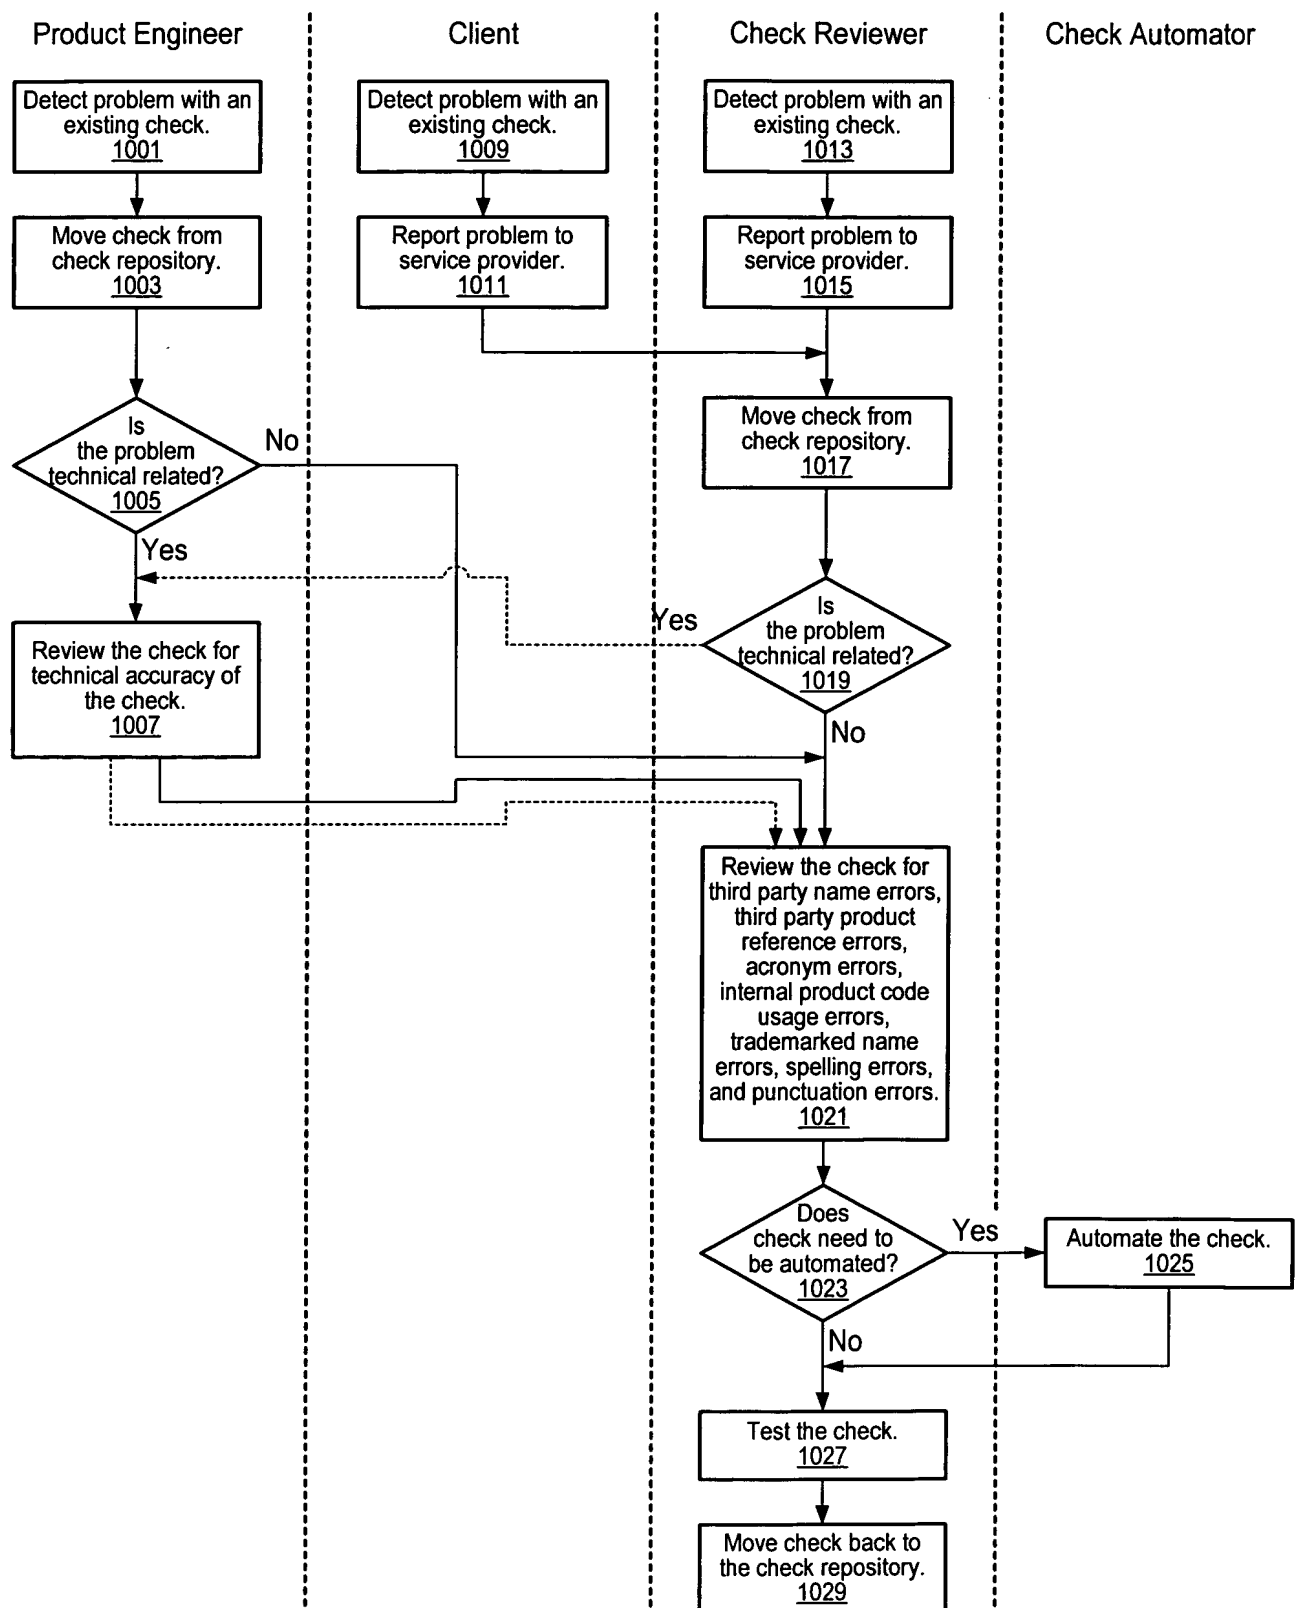 Product Engineer
Client
Check Reviewer
Check Automator
Detect problem with an
existing check.
1001
Detect problem with an
existing check.
1009
Detect problem with an
existing check.
1013
Move check from
check repository.
1003
Report problem to
service provider.
1011
Report problem to
service provider.
1015
Move check from
check repository.
1017
Is
the problem
technical related?
1005
No
Yes
Is
the problem
technical related?
1019
Yes
No
Review the check for
technical accuracy of
the check.
1007
Review the check for
third party name errors,
third party product
reference errors,
acronym errors,
internal product code
usage errors,
trademarked name
errors, spelling errors,
and punctuation errors.
1021
Does
check need to
be automated?
1023
Yes
No
Automate the check.
1025
Test the check.
1027
Move check back to
the check repository.
1029